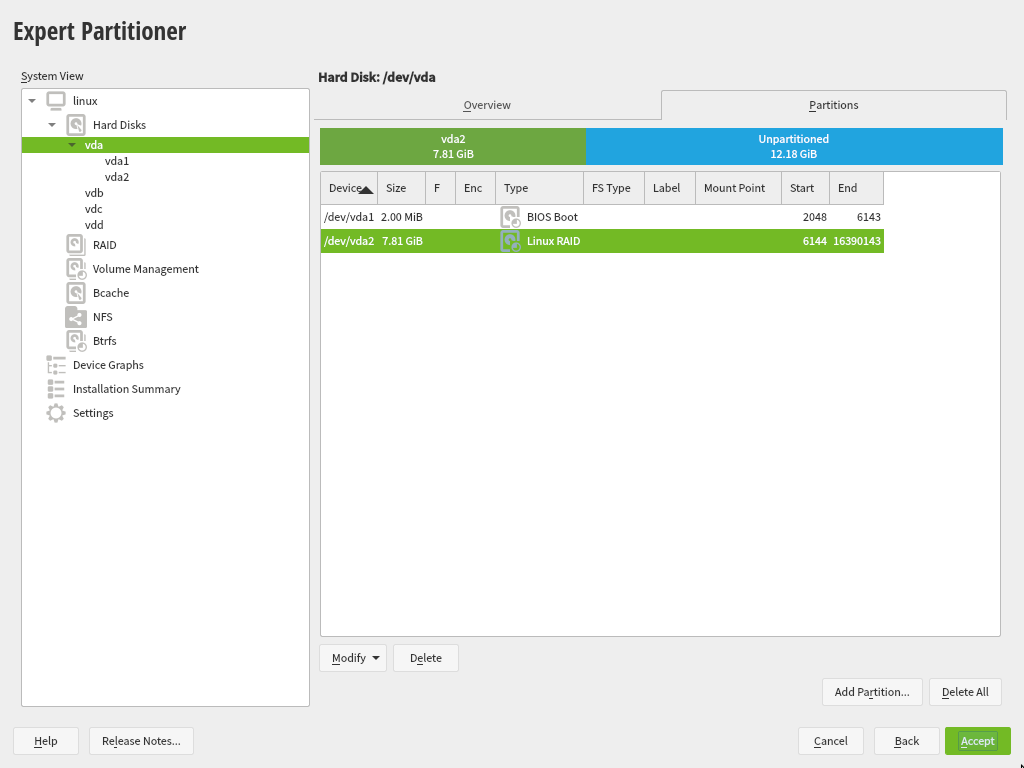 Expert Partitioner
System View
linux
Hard Disks
vda
vda1
vda2
vdb
vdc
vdd
RAID
Volume Management
Bcache
NFS
Btrfs
Device Graphs
Installation Summary
Settings
Hard Disk: /dev/vda
Overview Partitions
vda2 Unpartitioned
7.81 GiB 12.18 GiB
Device Size F Enc Type FS Type Label Mount Point Start End
/dev/vda1 2.00 MiB BIOS Boot 2048 6143
/dev/vda2 7.81 GiB Linux RAID 6144 16390143
Modify Delete
Add Partition... Delete All
Help Release Notes... Cancel Back Accept